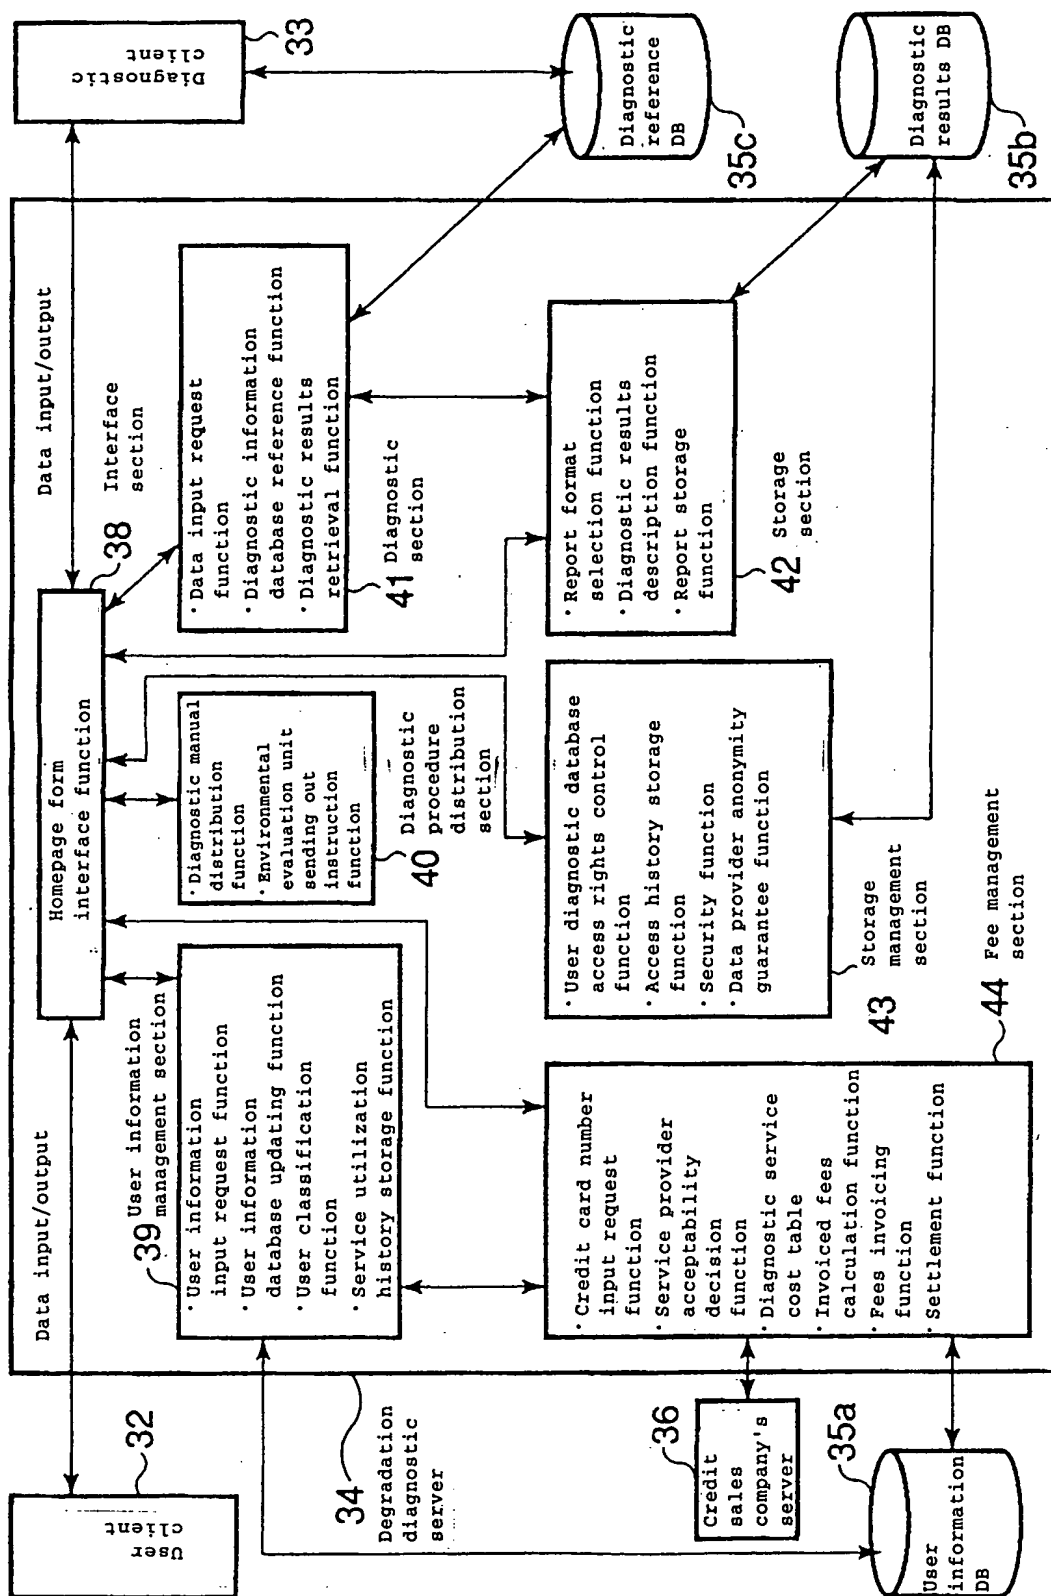 User
client
32
Data input/output
Homepage form
interface function
38
Interface
section
Data input/output
Diagnostic
client
33
39
User information
management section
· User information
input request function
· User information
database updating function
· User classification
function
· Service utilization
history storage function
· Diagnostic manual
distribution
function
· Environmental
evaluation unit
sending out
instruction
function
40
Diagnostic
procedure
distribution
section
· Data input request
function
· Diagnostic information
database reference function
· Diagnostic results
retrieval function
41
Diagnostic
section
34
Degradation
diagnostic
server
· Credit card number
input request
function
· Service provider
acceptability
decision
function
· Diagnostic service
cost table
· Invoiced fees
calculation function
· Fees invoicing
function
· Settlement function
44
Fee management
section
· User diagnostic database
access rights control
function
· Access history storage
function
· Security function
· Data provider anonymity
guarantee function
43
Storage
management
section
· Report format
selection function
· Diagnostic results
description function
· Report storage
function
42
Storage
section
Diagnostic
reference
DB
35c
36
Credit
sales
company's
server
35a
User
information
DB
Diagnostic
results DB
35b